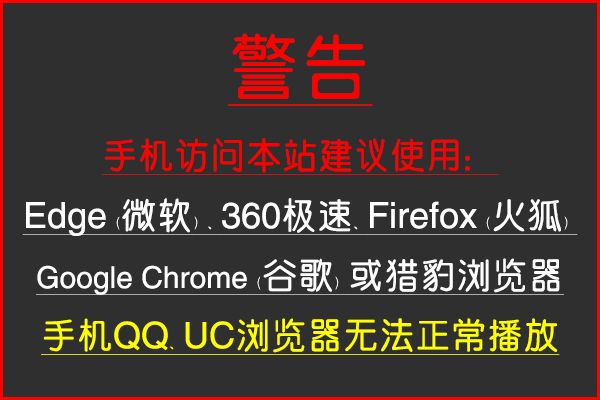 警告
手机访问本站建议使用：
Edge（微软）、360极速、Firefox（火狐）
Google Chrome（谷歌）或猎豹浏览器
手机QQ、UC浏览器无法正常播放